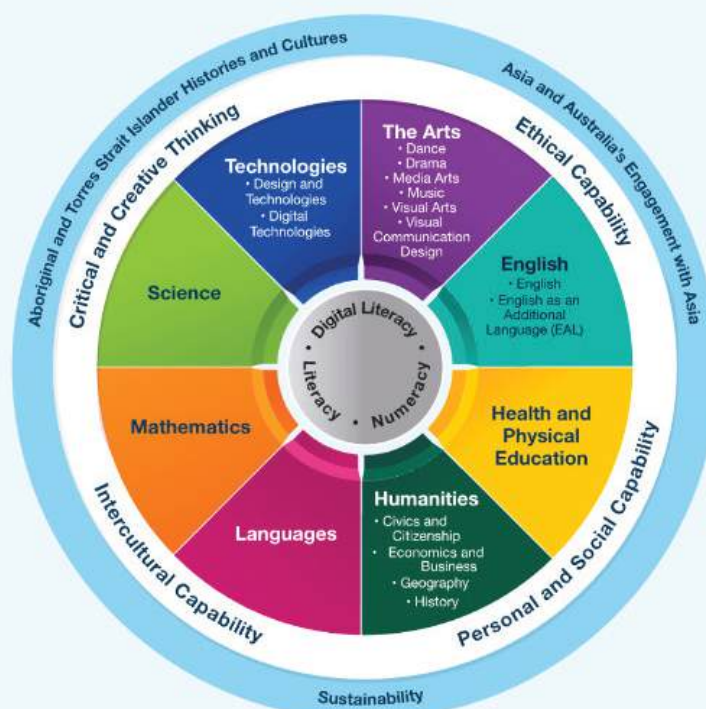 Aboriginal and Torres Strait Islander Histories and Cultures
Asia and Australia's Engagement with Asia
Sustainability
Critical and Creative Thinking
Ethical Capability
Personal and Social Capability
Intercultural Capability
Technologies
• Design and
Technologies
• Digital
Technologies
The Arts
• Dance
• Drama
• Media Arts
• Music
• Visual Arts
• Visual
Communication
Design
English
• English
• English as an
Additional
Language (EAL)
Health and
Physical
Education
Humanities
• Civics and
Citizenship
• Economics and
Business
• Geography
• History
Languages
Mathematics
Science
• Digital Literacy •
Numeracy •
Literacy